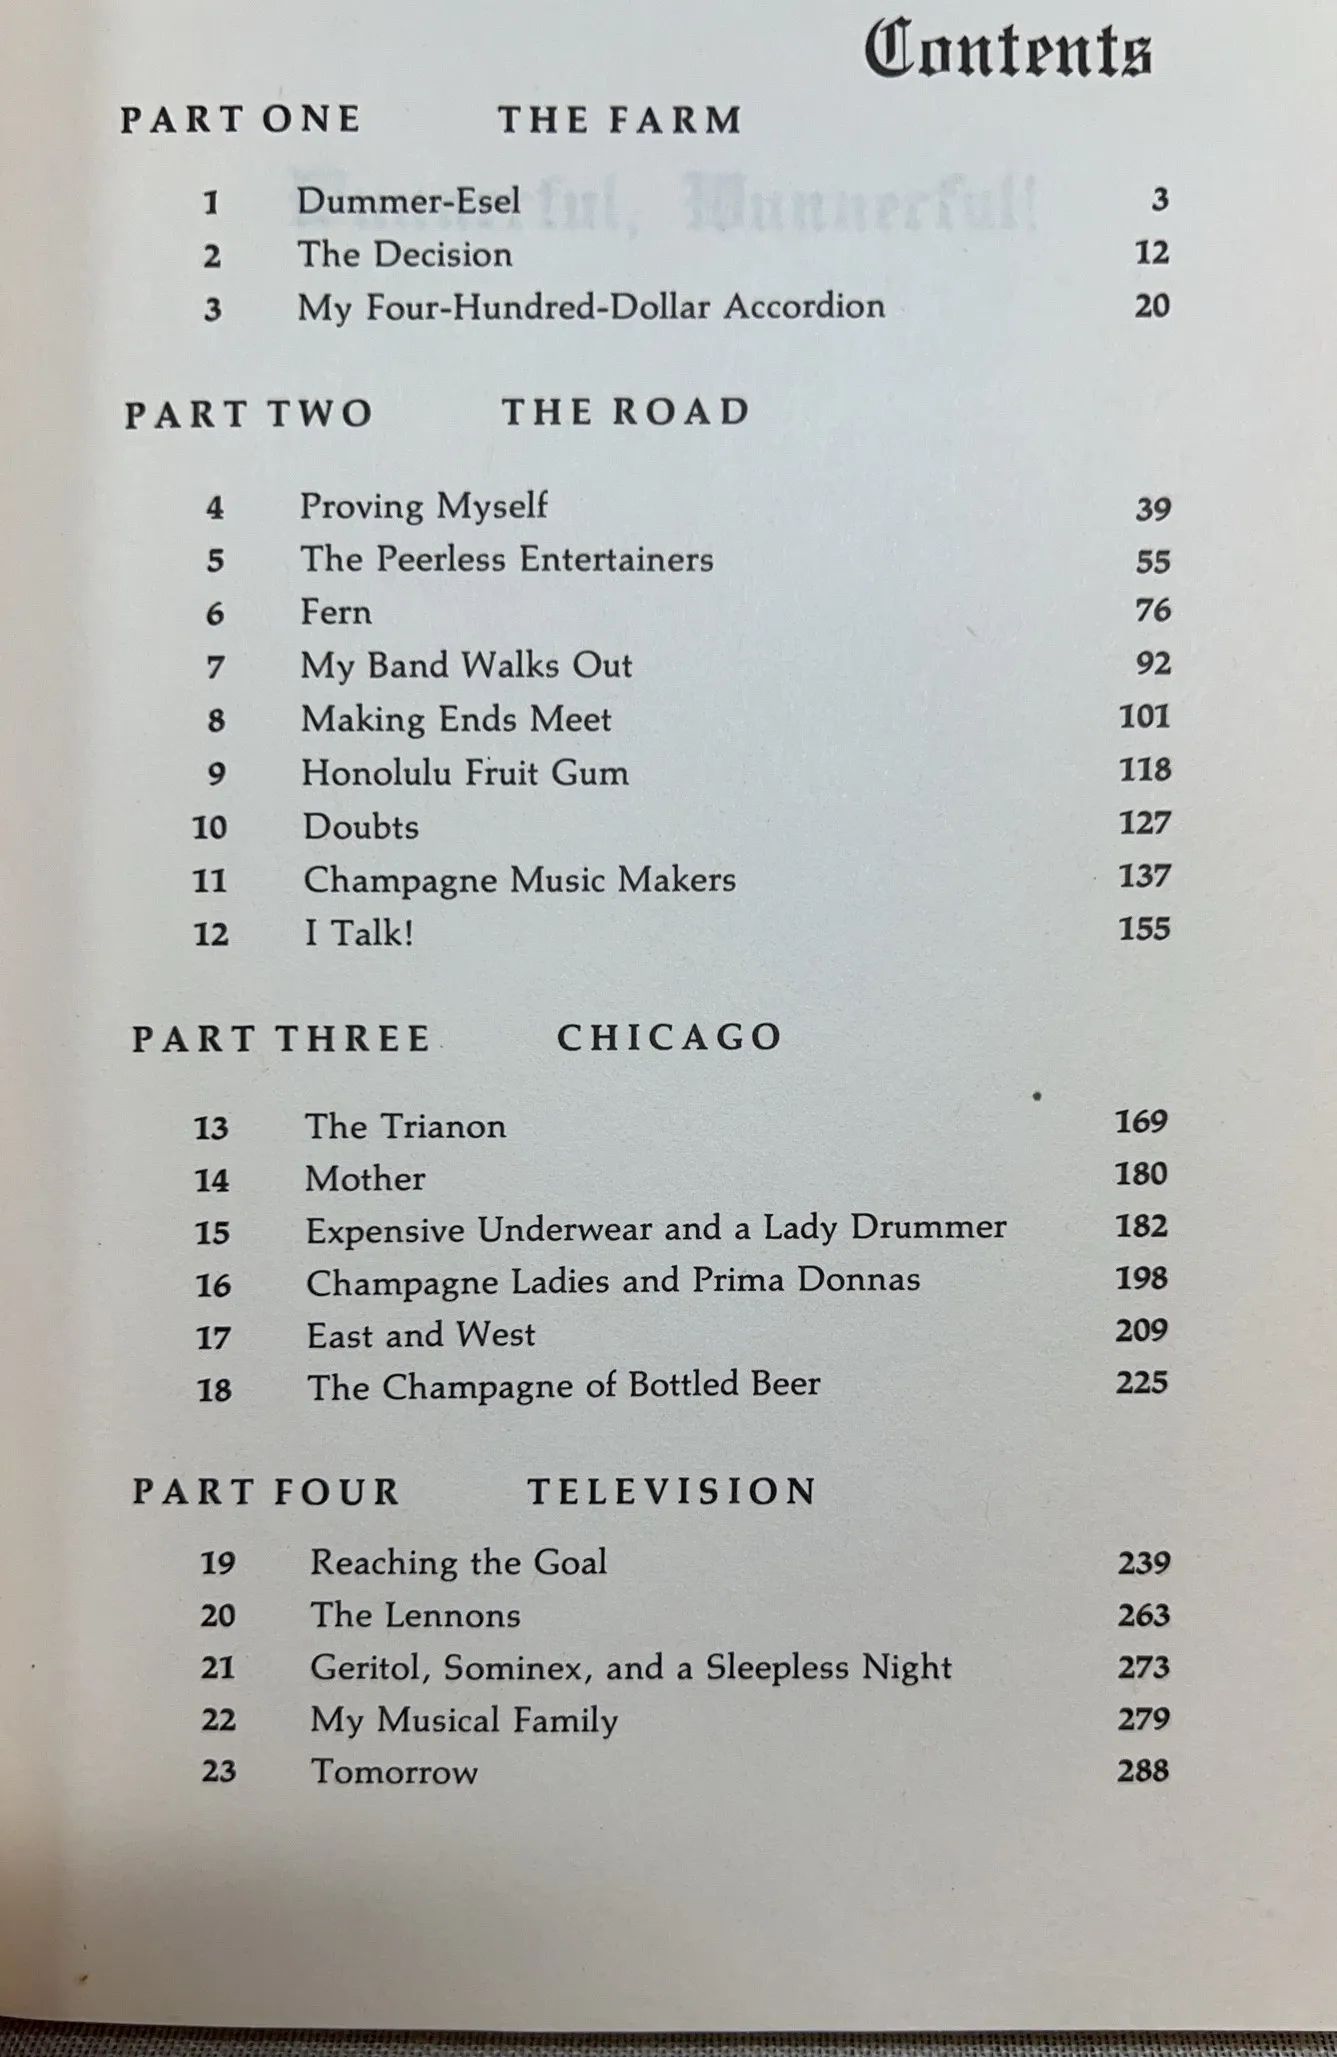 Contents
PART ONE THE FARM
1 Dummer-Esel 3
2 The Decision 12
3 My Four-Hundred-Dollar Accordion 20
PART TWO THE ROAD
4 Proving Myself 39
5 The Peerless Entertainers 55
6 Fern 76
7 My Band Walks Out 92
8 Making Ends Meet 101
9 Honolulu Fruit Gum 118
10 Doubts 127
11 Champagne Music Makers 137
12 I Talk! 155
PART THREE CHICAGO
13 The Trianon 169
14 Mother 180
15 Expensive Underwear and a Lady Drummer 182
16 Champagne Ladies and Prima Donnas 198
17 East and West 209
18 The Champagne of Bottled Beer 225
PART FOUR TELEVISION
19 Reaching the Goal 239
20 The Lennons 263
21 Geritol, Sominex, and a Sleepless Night 273
22 My Musical Family 279
23 Tomorrow 288